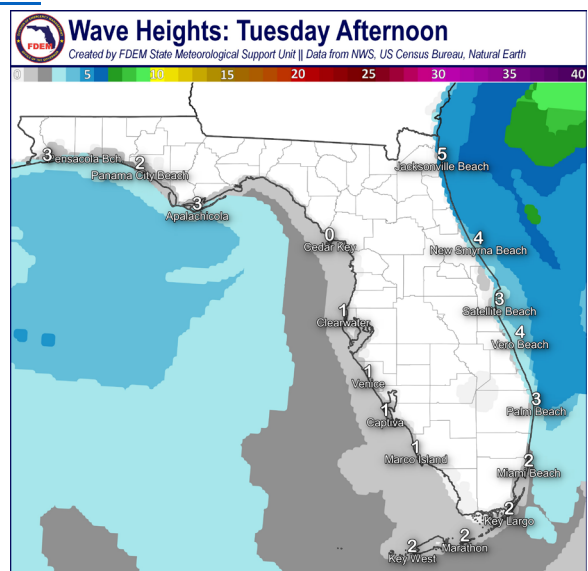 FDEM
Wave Heights: Tuesday Afternoon
Created by FDEM State Meteorological Support Unit || Data from NWS, US Census Bureau, Natural Earth
0 5 10 15 20 25 30 35 40
3
Pensacola Bch
2
Panama City Beach
3
Apalachicola
5
Jacksonville Beach
0
Cedar Key
4
New Smyrna Beach
3
Satellite Beach
1
Clearwater
4
Vero Beach
1
Venice
3
Palm Beach
1
Captiva
1
Marco Island
2
Miami Beach
2
Key Largo
2
Marathon
2
Key West